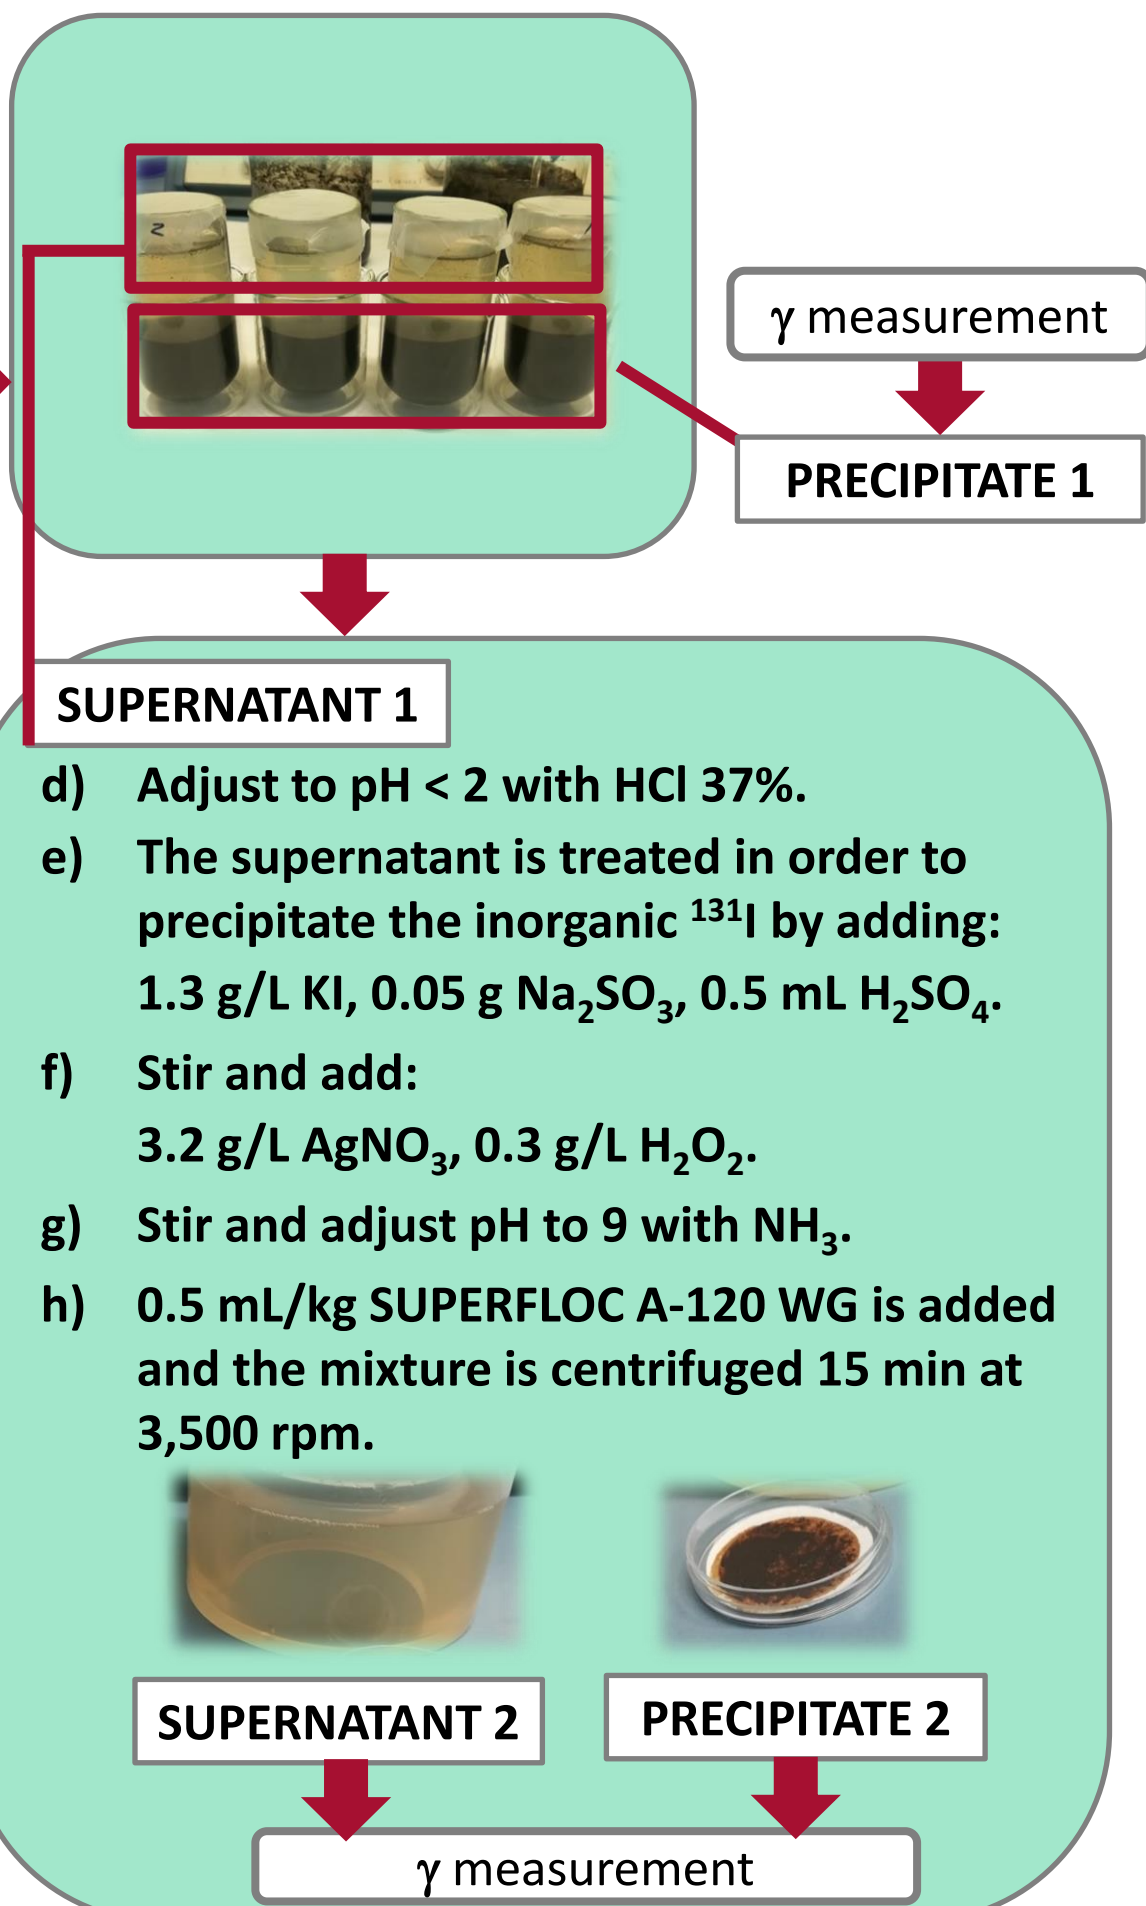 γ measurement
PRECIPITATE 1
SUPERNATANT 1
d) Adjust to pH < 2 with HCl 37%.
e) The supernatant is treated in order to
precipitate the inorganic ¹³¹I by adding:
1.3 g/L KI, 0.05 g Na₂SO₃, 0.5 mL H₂SO₄.
f) Stir and add:
3.2 g/L AgNO₃, 0.3 g/L H₂O₂.
g) Stir and adjust pH to 9 with NH₃.
h) 0.5 mL/kg SUPERFLOC A-120 WG is added
and the mixture is centrifuged 15 min at
3,500 rpm.
SUPERNATANT 2
PRECIPITATE 2
γ measurement